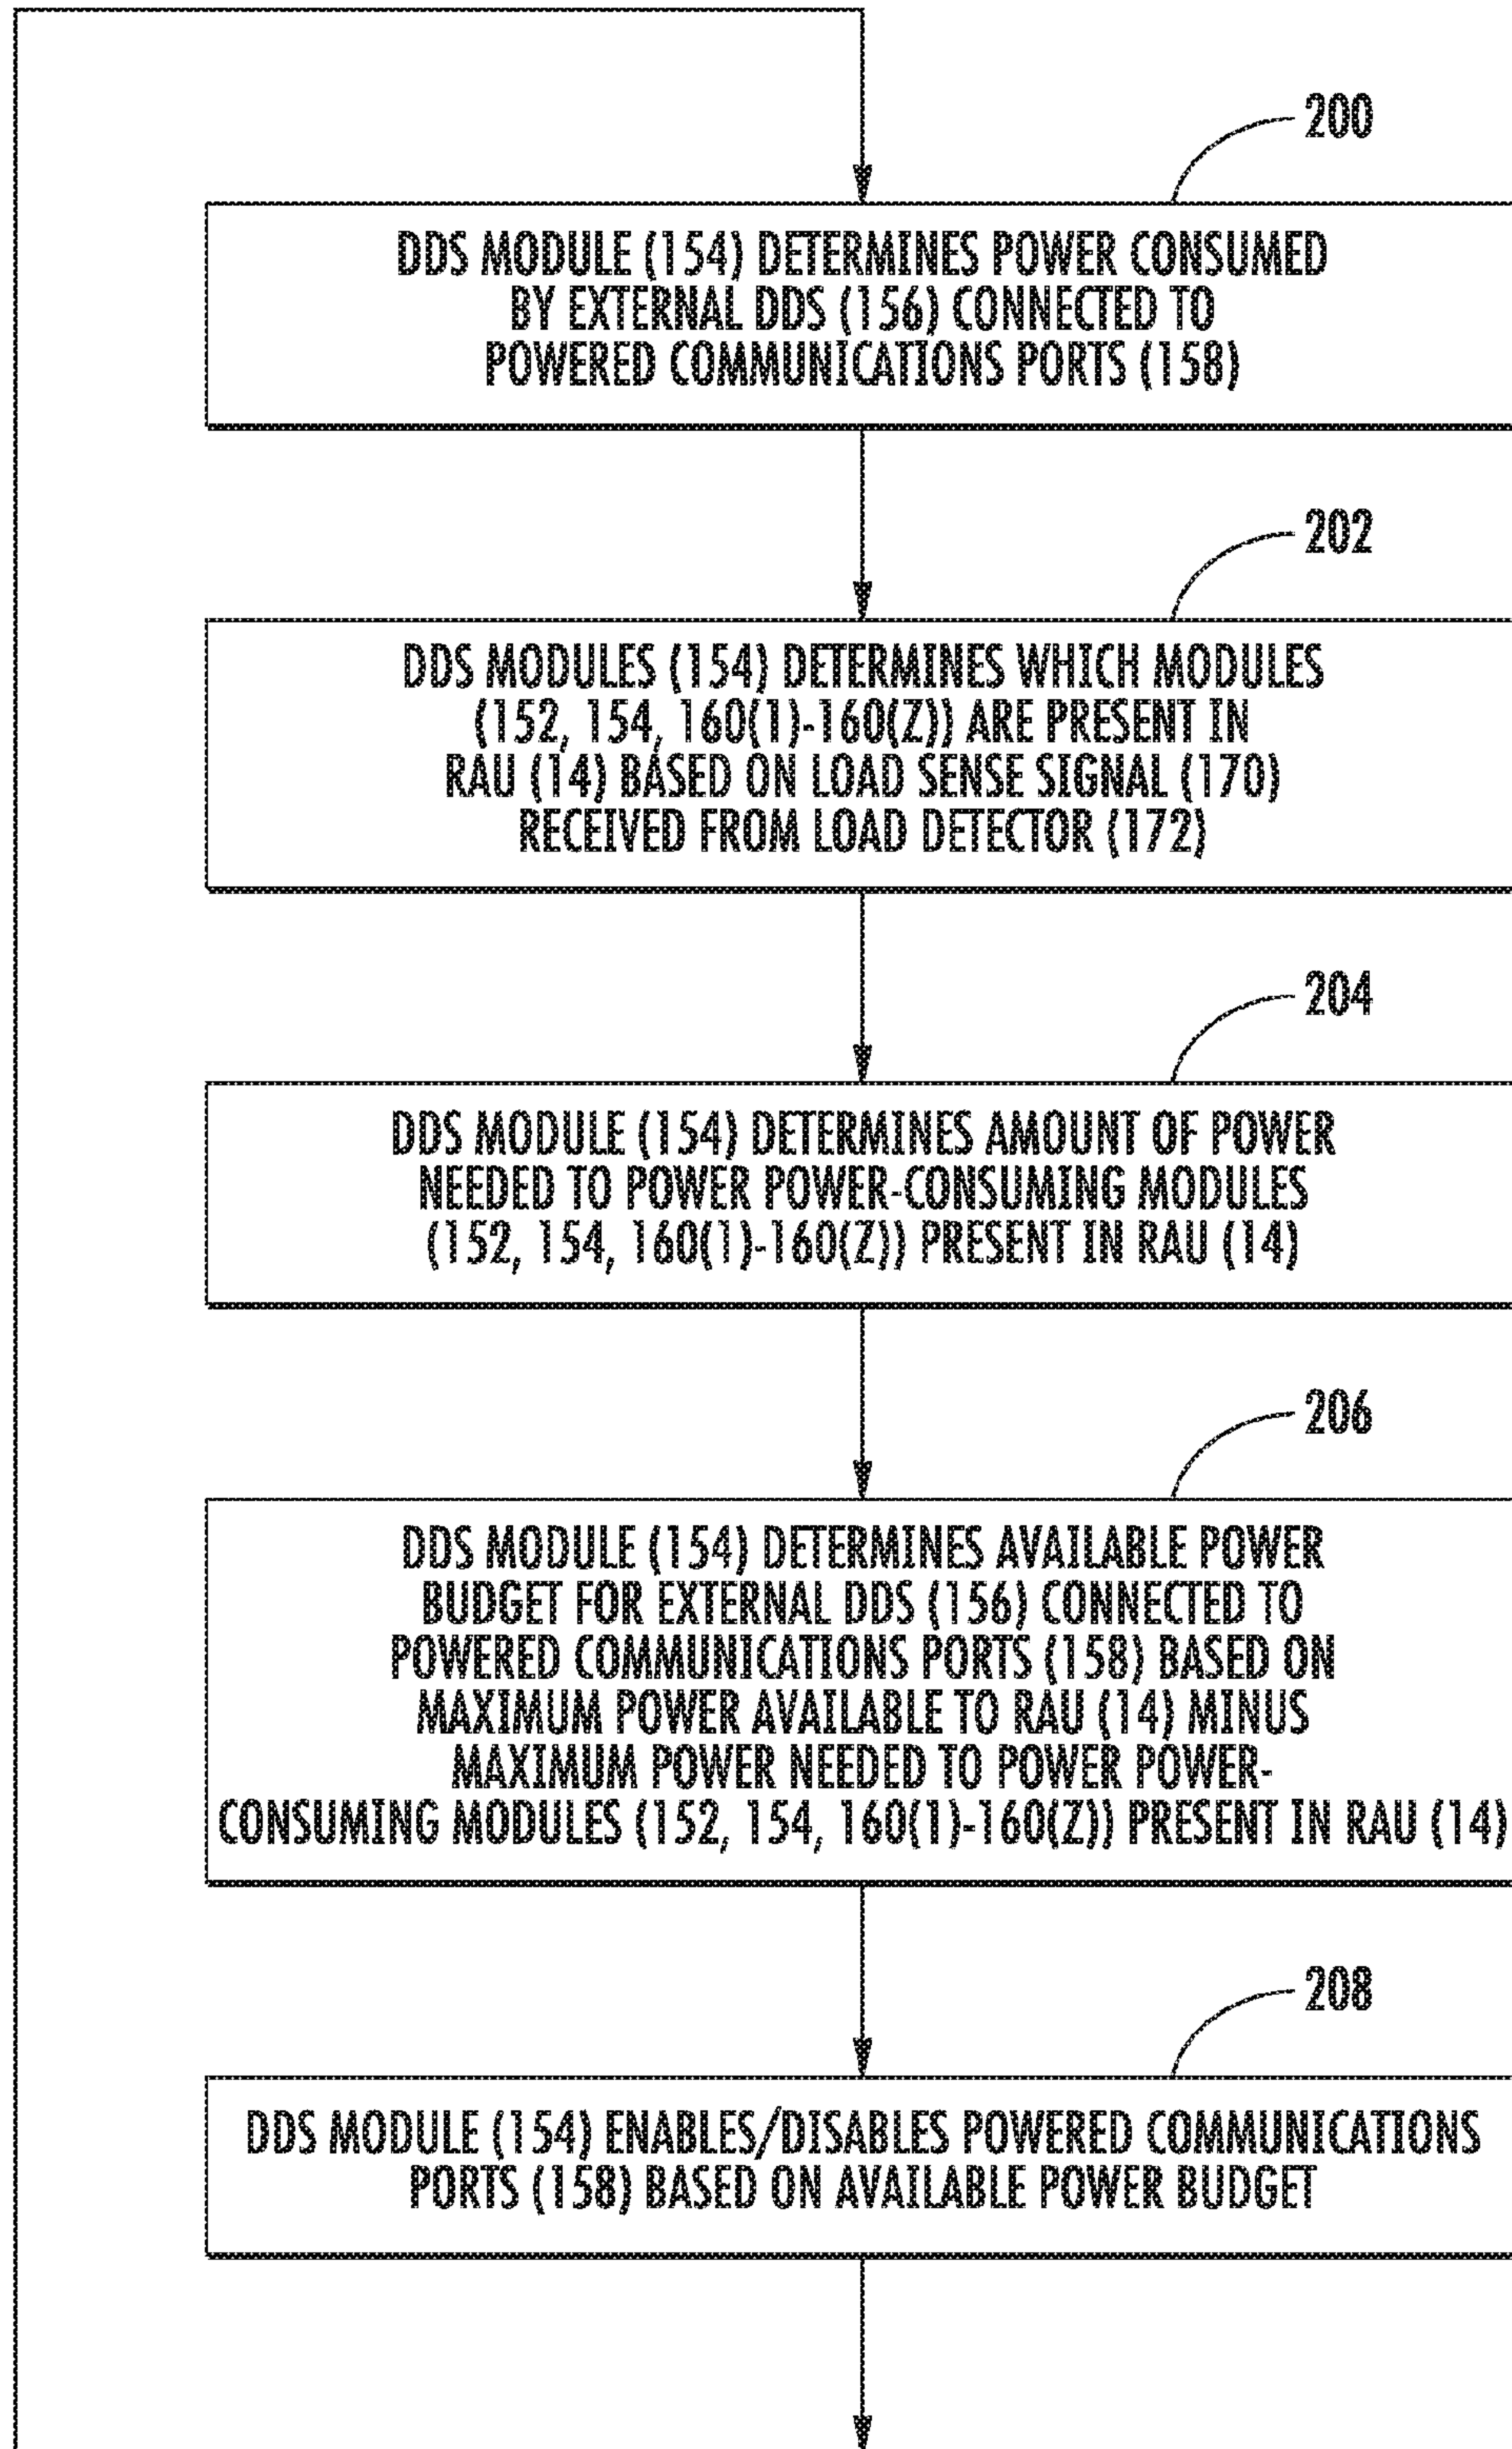 200
DDS MODULE (154) DETERMINES POWER CONSUMED
BY EXTERNAL DDS (156) CONNECTED TO
POWERED COMMUNICATIONS PORTS (158)
202
DDS MODULES (154) DETERMINES WHICH MODULES
(152, 154, 160(1)-160(Z)) ARE PRESENT IN
RAU (14) BASED ON LOAD SENSE SIGNAL (170)
RECEIVED FROM LOAD DETECTOR (172)
204
DDS MODULE (154) DETERMINES AMOUNT OF POWER
NEEDED TO POWER POWER-CONSUMING MODULES
(152, 154, 160(1)-160(Z)) PRESENT IN RAU (14)
206
DDS MODULE (154) DETERMINES AVAILABLE POWER
BUDGET FOR EXTERNAL DDS (156) CONNECTED TO
POWERED COMMUNICATIONS PORTS (158) BASED ON
MAXIMUM POWER AVAILABLE TO RAU (14) MINUS
MAXIMUM POWER NEEDED TO POWER POWER-
CONSUMING MODULES (152, 154, 160(1)-160(Z)) PRESENT IN RAU (14)
208
DDS MODULE (154) ENABLES/DISABLES POWERED COMMUNICATIONS
PORTS (158) BASED ON AVAILABLE POWER BUDGET